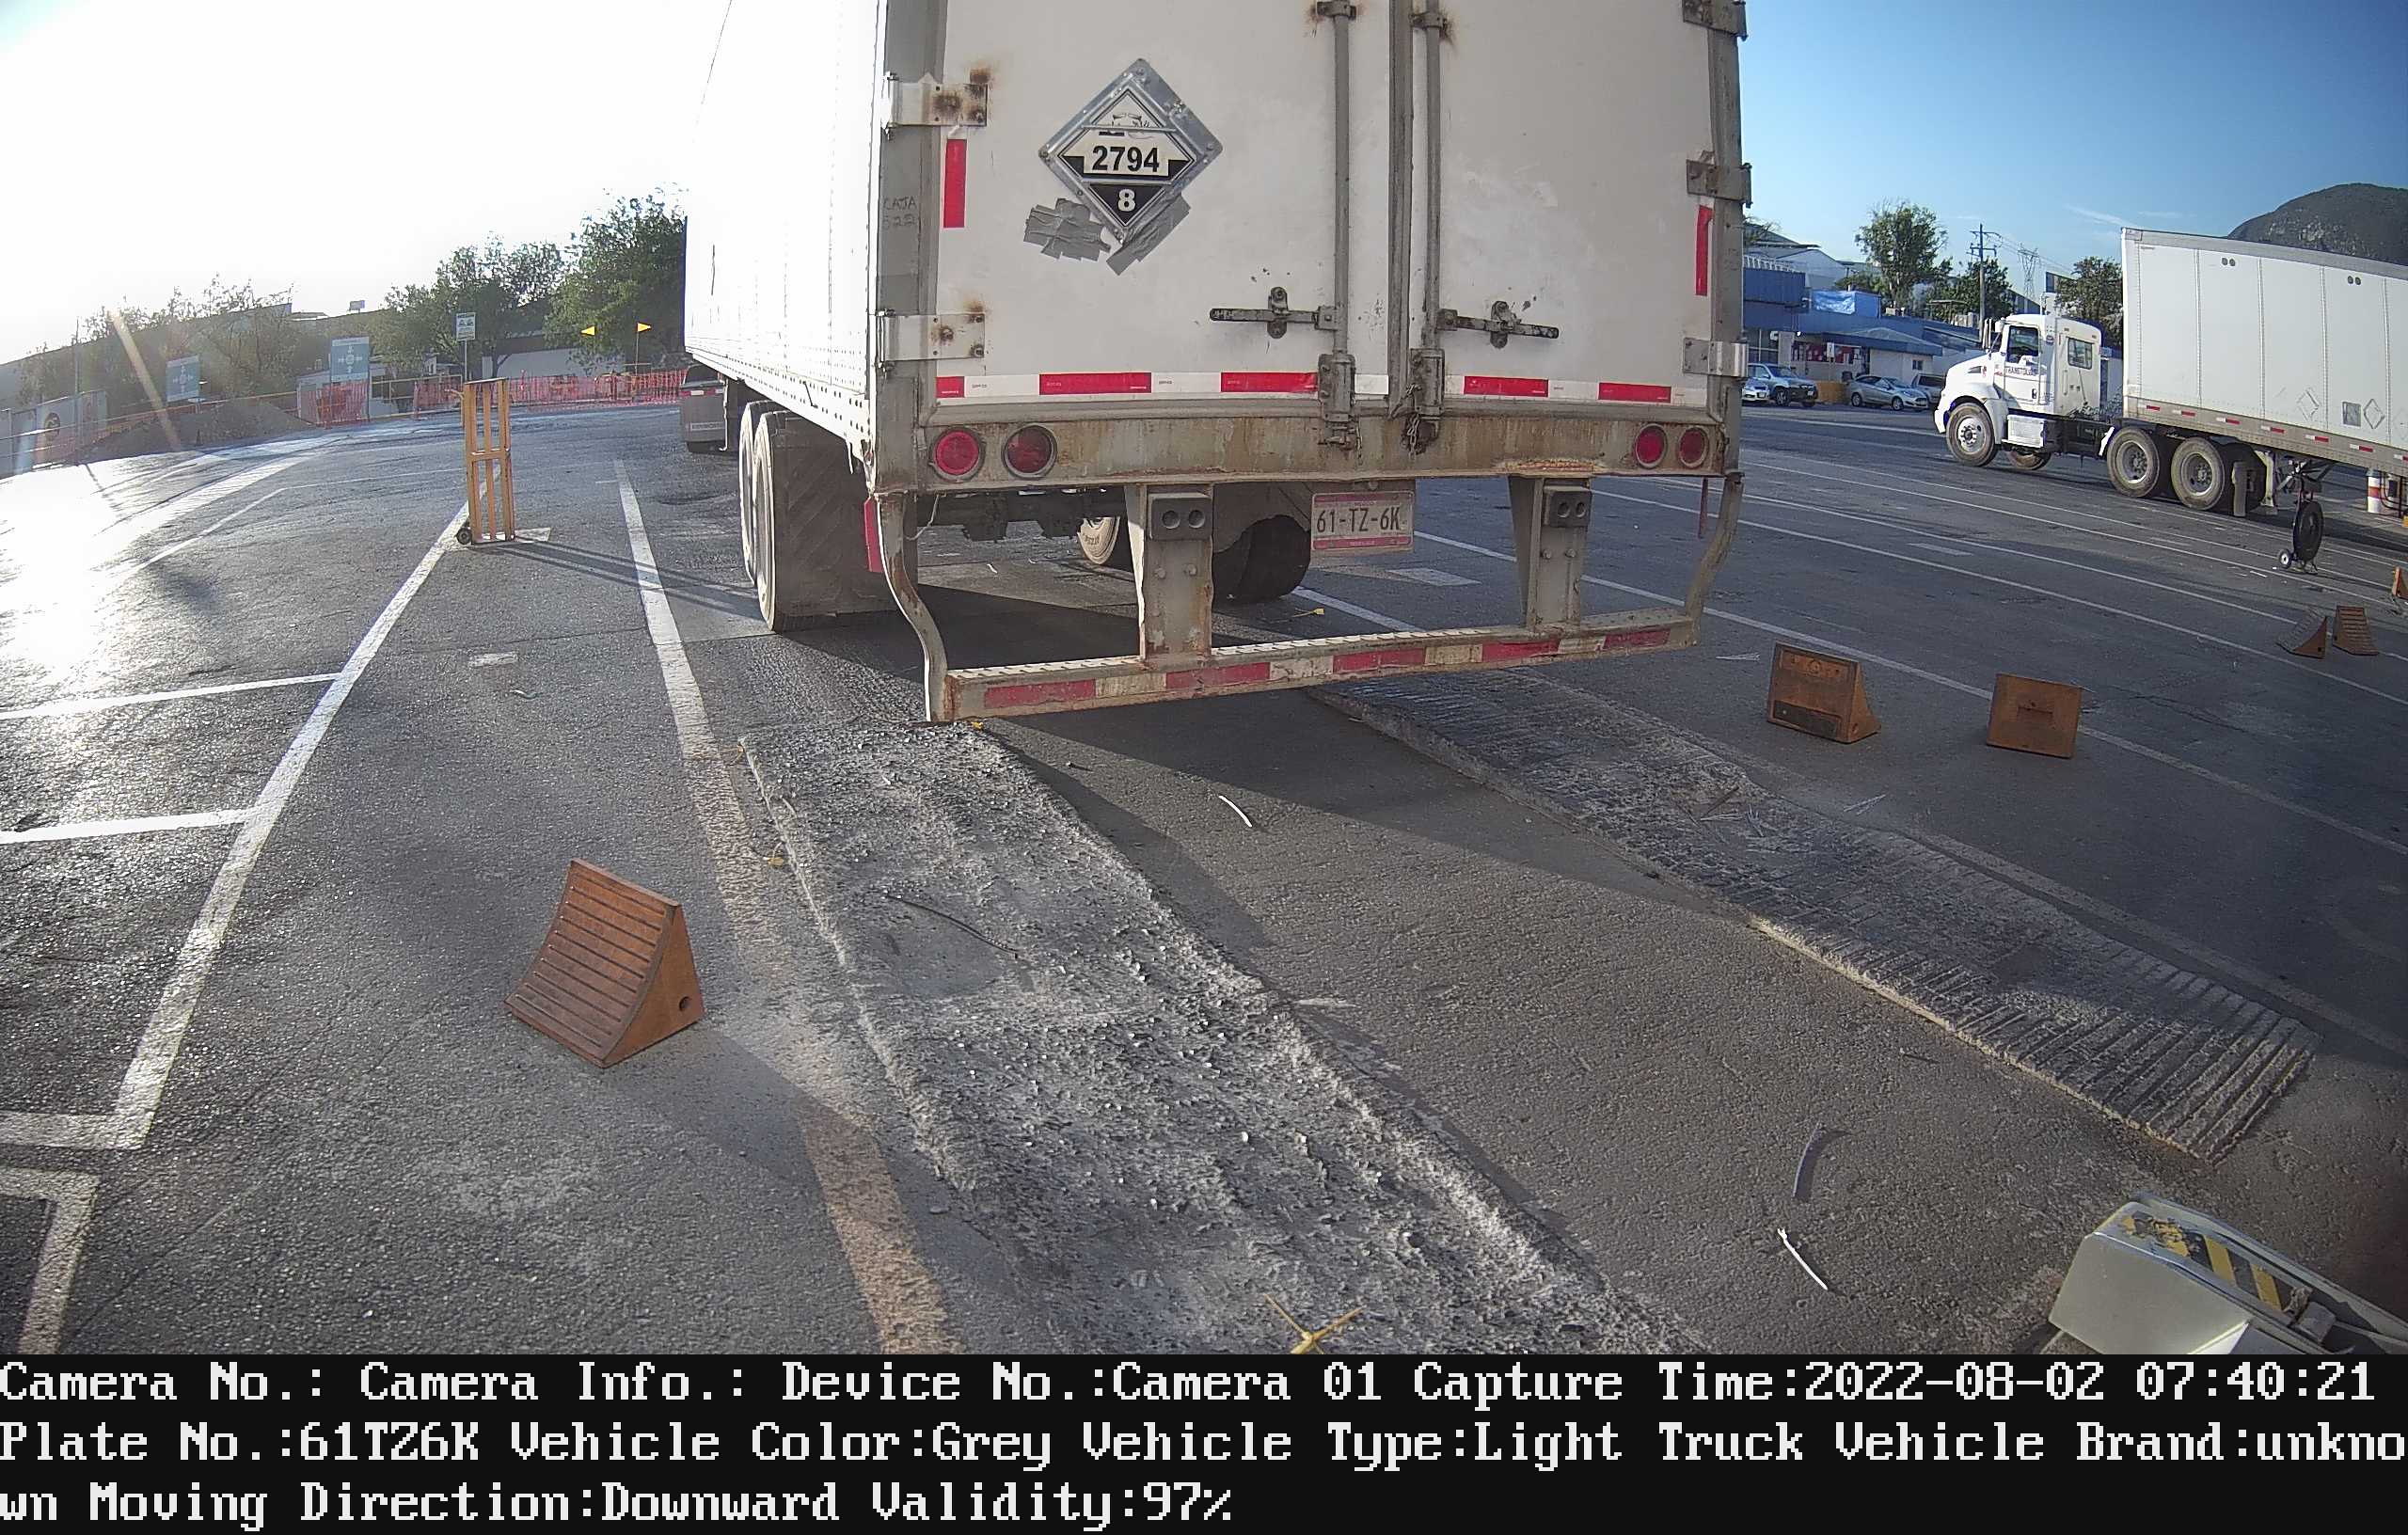 2794
8
CAJA
522
61-TZ-6K
Camera No.: Camera Info.: Device No.:Camera 01 Capture Time:2022-08-02 07:40:21
Plate No.:61TZ6K Vehicle Color:Grey Vehicle Type:Light Truck Vehicle Brand:unkno
wn Moving Direction:Downward Validity:97%